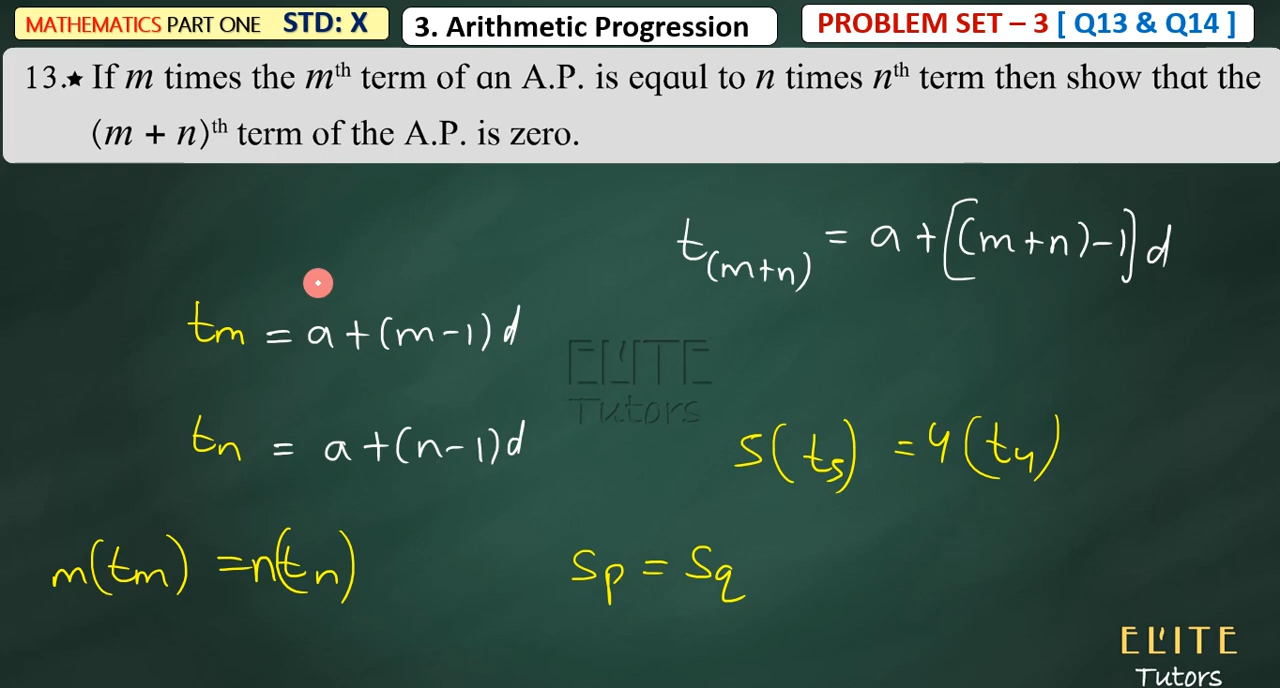 MATHEMATICS PART ONE STD: X
3. Arithmetic Progression
PROBLEM SET – 3 [ Q13 & Q14 ]
13.★ If m times the mᵗʰ term of an A.P. is eqaul to n times nᵗʰ term then show that the
(m + n)ᵗʰ term of the A.P. is zero.
t(m+n) = a+[(m+n)-1]d
tm = a+(m-1)d
ELITE
Tutors
tn = a+(n-1)d
5(t5) = 4(t4)
m(tm) = n(tn)
Sp = Sq
ELITE
Tutors